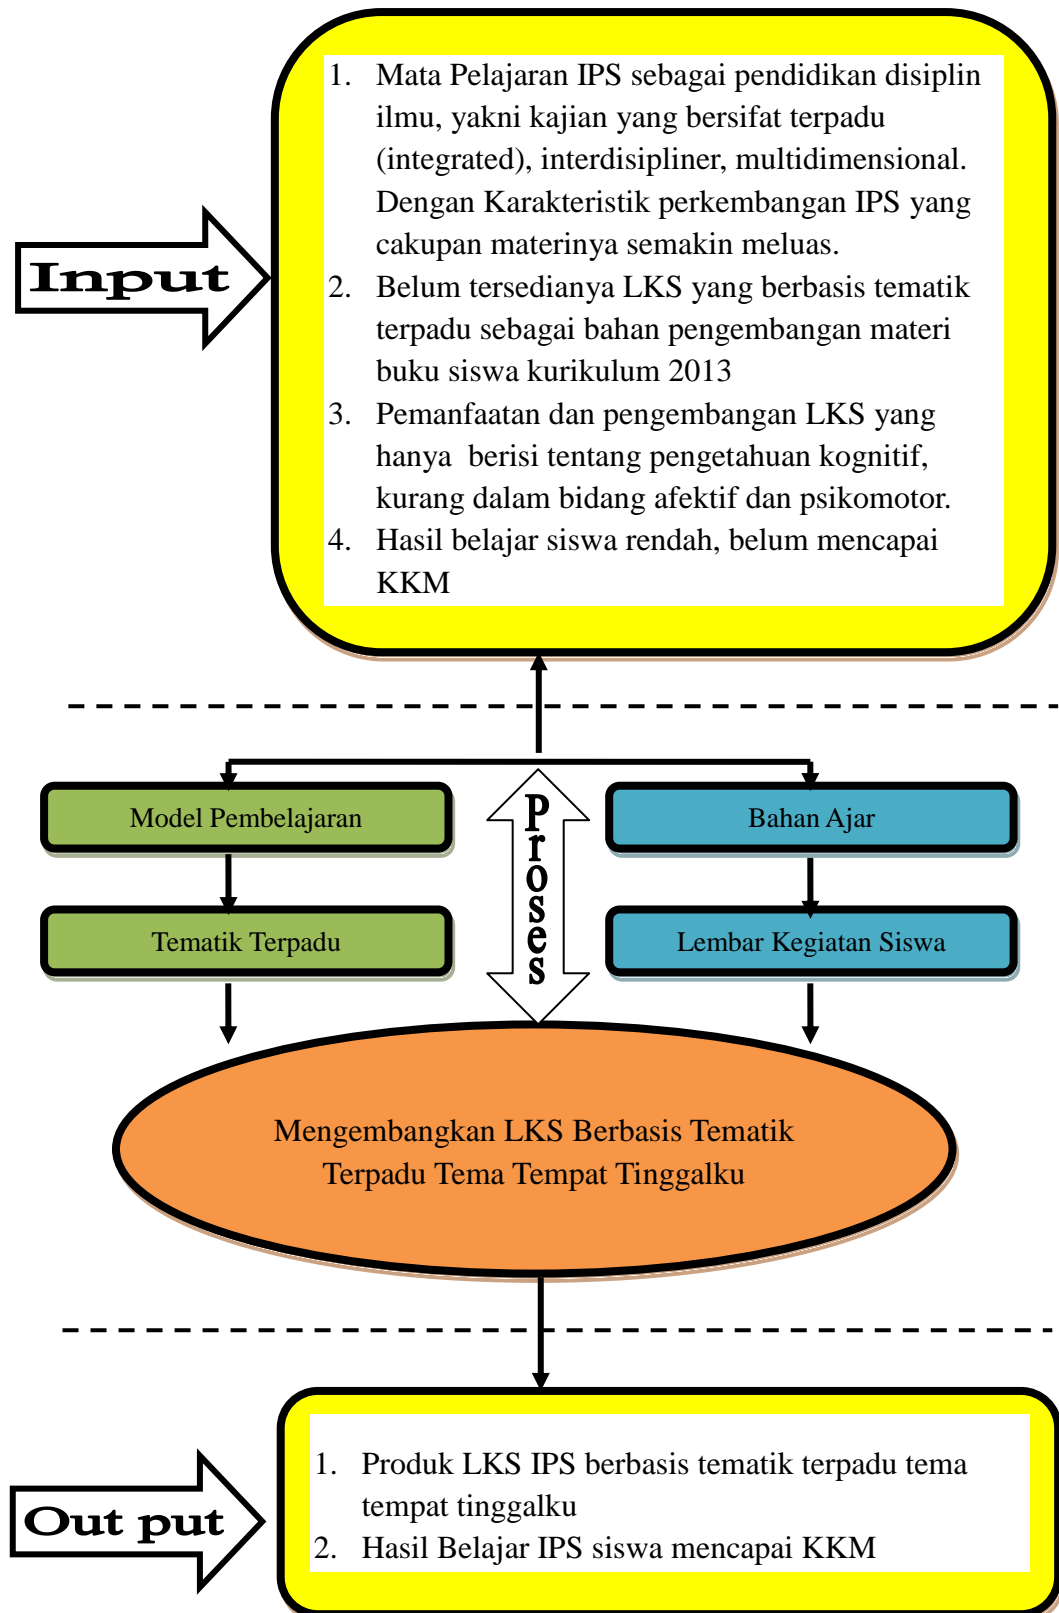 1. Mata Pelajaran IPS sebagai pendidikan disiplin
ilmu, yakni kajian yang bersifat terpadu
(integrated), interdisipliner, multidimensional.
Dengan Karakteristik perkembangan IPS yang
cakupan materinya semakin meluas.
Input
2. Belum tersedianya LKS yang berbasis tematik
terpadu sebagai bahan pengembangan materi
buku siswa kurikulum 2013
3. Pemanfaatan dan pengembangan LKS yang
hanya berisi tentang pengetahuan kognitif,
kurang dalam bidang afektif dan psikomotor.
4. Hasil belajar siswa rendah, belum mencapai
KKM
Model Pembelajaran
Proses
Bahan Ajar
Tematik Terpadu
Lembar Kegiatan Siswa
Mengembangkan LKS Berbasis Tematik
Terpadu Tema Tempat Tinggalku
1. Produk LKS IPS berbasis tematik terpadu tema
tempat tinggalku
Out put
2. Hasil Belajar IPS siswa mencapai KKM